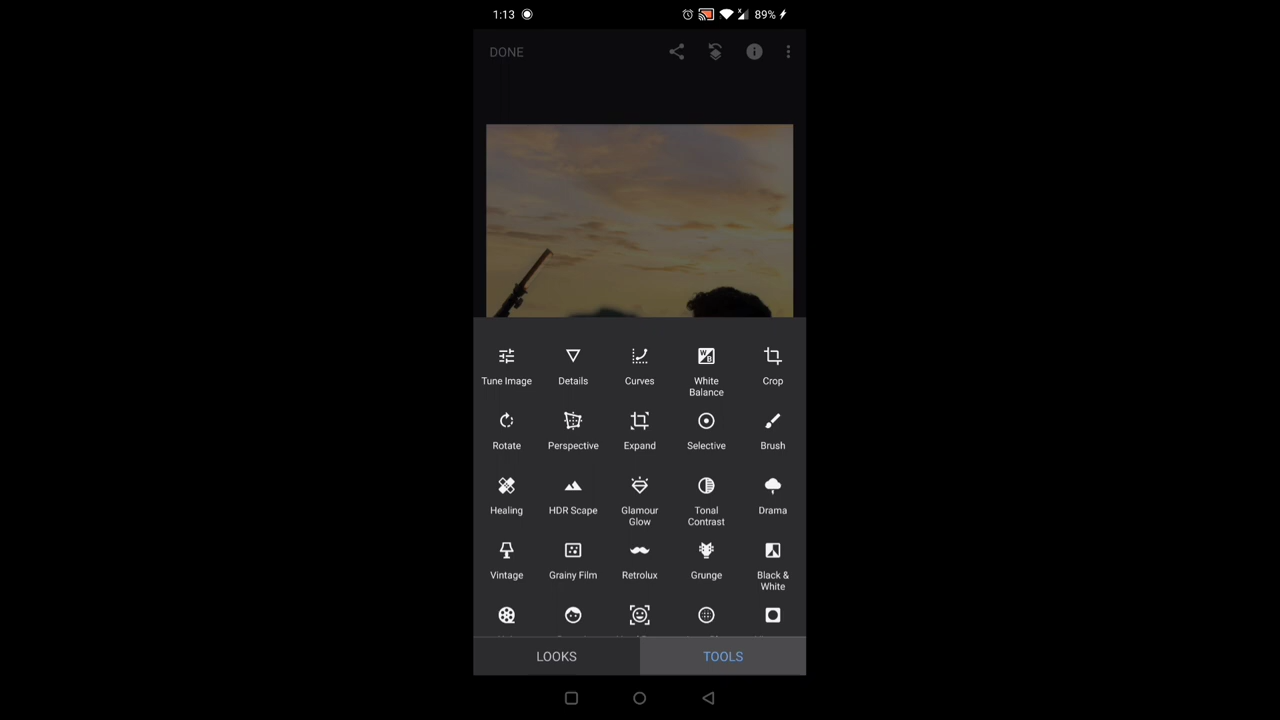 1:13 89%
DONE
Tune Image Details Curves White Balance Crop
Rotate Perspective Expand Selective Brush
Healing HDR Scape Glamour Glow Tonal Contrast Drama
Vintage Grainy Film Retrolux Grunge Black & White
LOOKS TOOLS